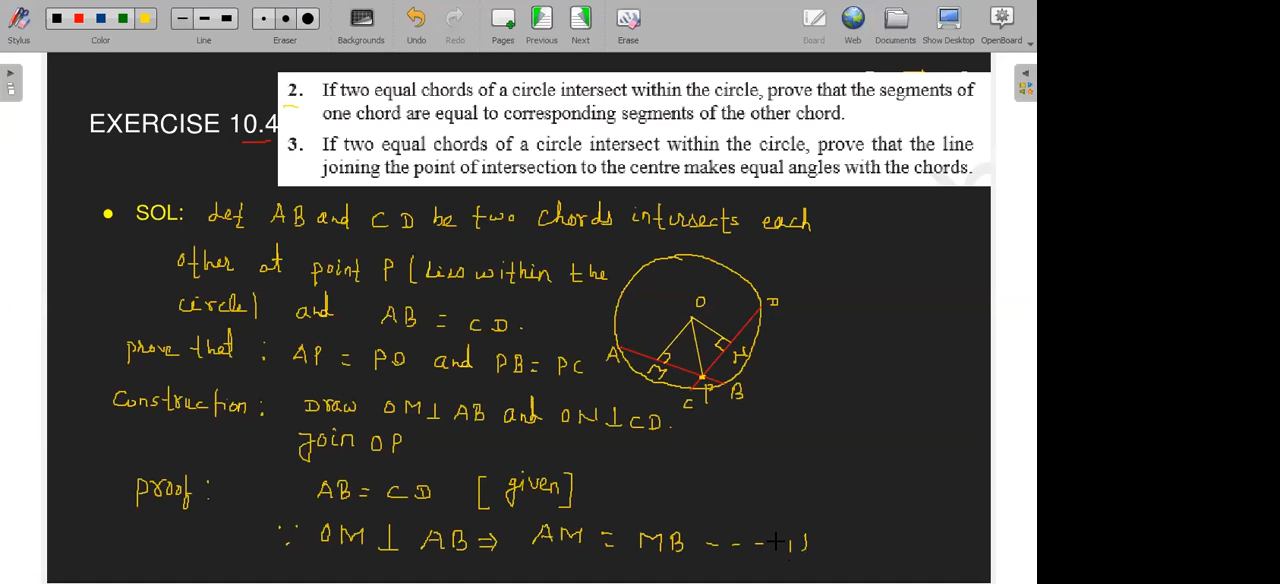 Stylus
Color
Line
Eraser
Backgrounds
Undo
Redo
Pages
Previous
Next
Erase
Board
Web
Documents
Show Desktop
OpenBoard
EXERCISE 10.4
2. If two equal chords of a circle intersect within the circle, prove that the segments of
one chord are equal to corresponding segments of the other chord.
3. If two equal chords of a circle intersect within the circle, prove that the line
joining the point of intersection to the centre makes equal angles with the chords.
• SOL: Let AB and CD be two chords intersects each
other at point P (Lies within the
circle) and AB = CD.
prove that : AP = PD and PB = PC
Construction: Draw OM ⊥ AB and ON ⊥ CD.
join OP
proof: AB = CD [given]
∵ OM ⊥ AB ⇒ AM = MB ----
O
D
A
M
N
P
C
B